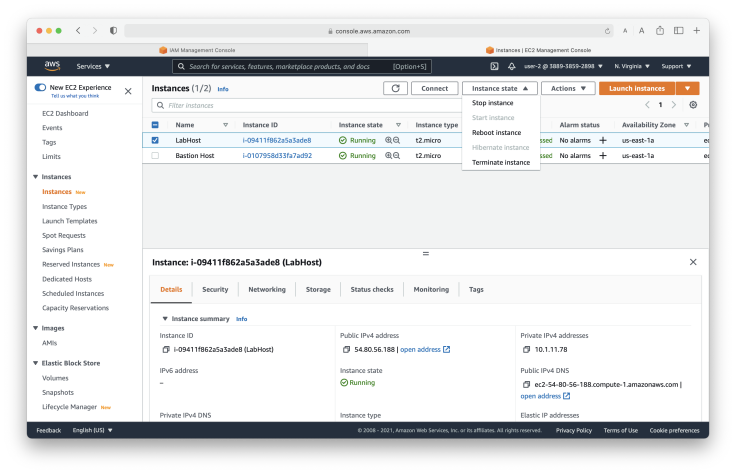 console.aws.amazon.com
A A
IAM Management Console
Instances | EC2 Management Console
aws Services ▼ Search for services, features, marketplace products, and docs [Option+S] user-2 @ 3889-3859-2898 ▼ N. Virginia ▼ Support ▼
New EC2 Experience
Tell us what you think
EC2 Dashboard
Events
Tags
Limits
Instances
Instances New
Instance Types
Launch Templates
Spot Requests
Savings Plans
Reserved Instances New
Dedicated Hosts
Scheduled Instances
Capacity Reservations
Images
AMIs
Elastic Block Store
Volumes
Snapshots
Lifecycle Manager New
Instances (1/2) Info
Connect
Instance state ▲
Actions ▼
Launch instances ▼
Filter instances
1
Stop instance
Start instance
Reboot instance
Hibernate instance
Terminate instance
Name Instance ID Instance state Instance type Alarm status Availability Zone P
LabHost i-09411f862a5a3ade8 Running t2.micro ssed No alarms + us-east-1a ec
Bastion Host i-0107958d33fa7ad92 Running t2.micro ssed No alarms + us-east-1a ec
Instance: i-09411f862a5a3ade8 (LabHost)
Details Security Networking Storage Status checks Monitoring Tags
▼ Instance summary Info
Instance ID
i-09411f862a5a3ade8 (LabHost)
Public IPv4 address
54.80.56.188 | open address
Private IPv4 addresses
10.1.11.78
IPv6 address
–
Instance state
Running
Public IPv4 DNS
ec2-54-80-56-188.compute-1.amazonaws.com |
open address
Private IPv4 DNS
Instance type
Elastic IP addresses
Feedback English (US) ▼ © 2008 - 2021, Amazon Web Services, Inc. or its affiliates. All rights reserved. Privacy Policy Terms of Use Cookie preferences